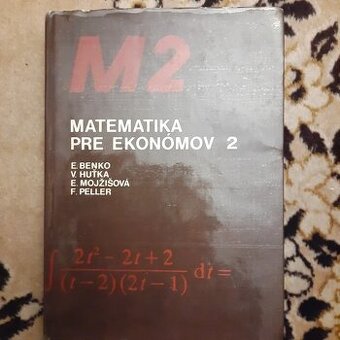 M2
MATEMATIKA
PRE EKONÓMOV 2
E. BENKO
V. HUŤKA
E. MOJŽIŠOVÁ
F. PELLER
∫ (2t² − 2t + 2) / ((t−2)(2t−1)) dt =